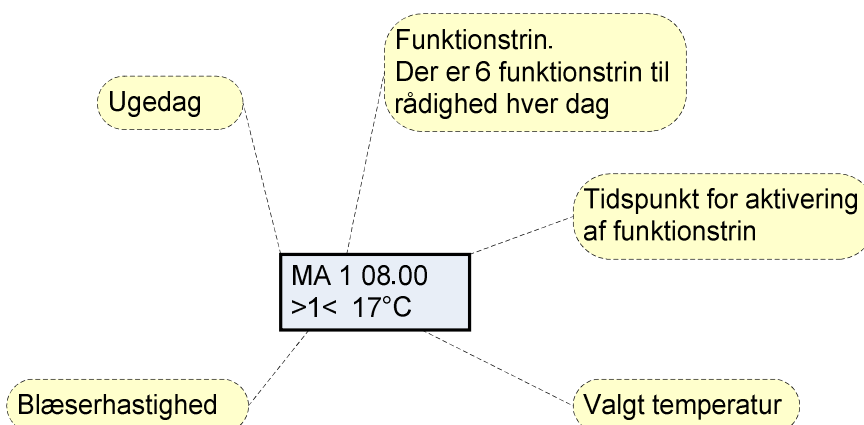 Funktionstrin.
Der er 6 funktionstrin til
rådighed hver dag
Ugedag
Tidspunkt for aktivering
af funktionstrin
MA 1 08.00
>1< 17°C
Blæserhastighed
Valgt temperatur